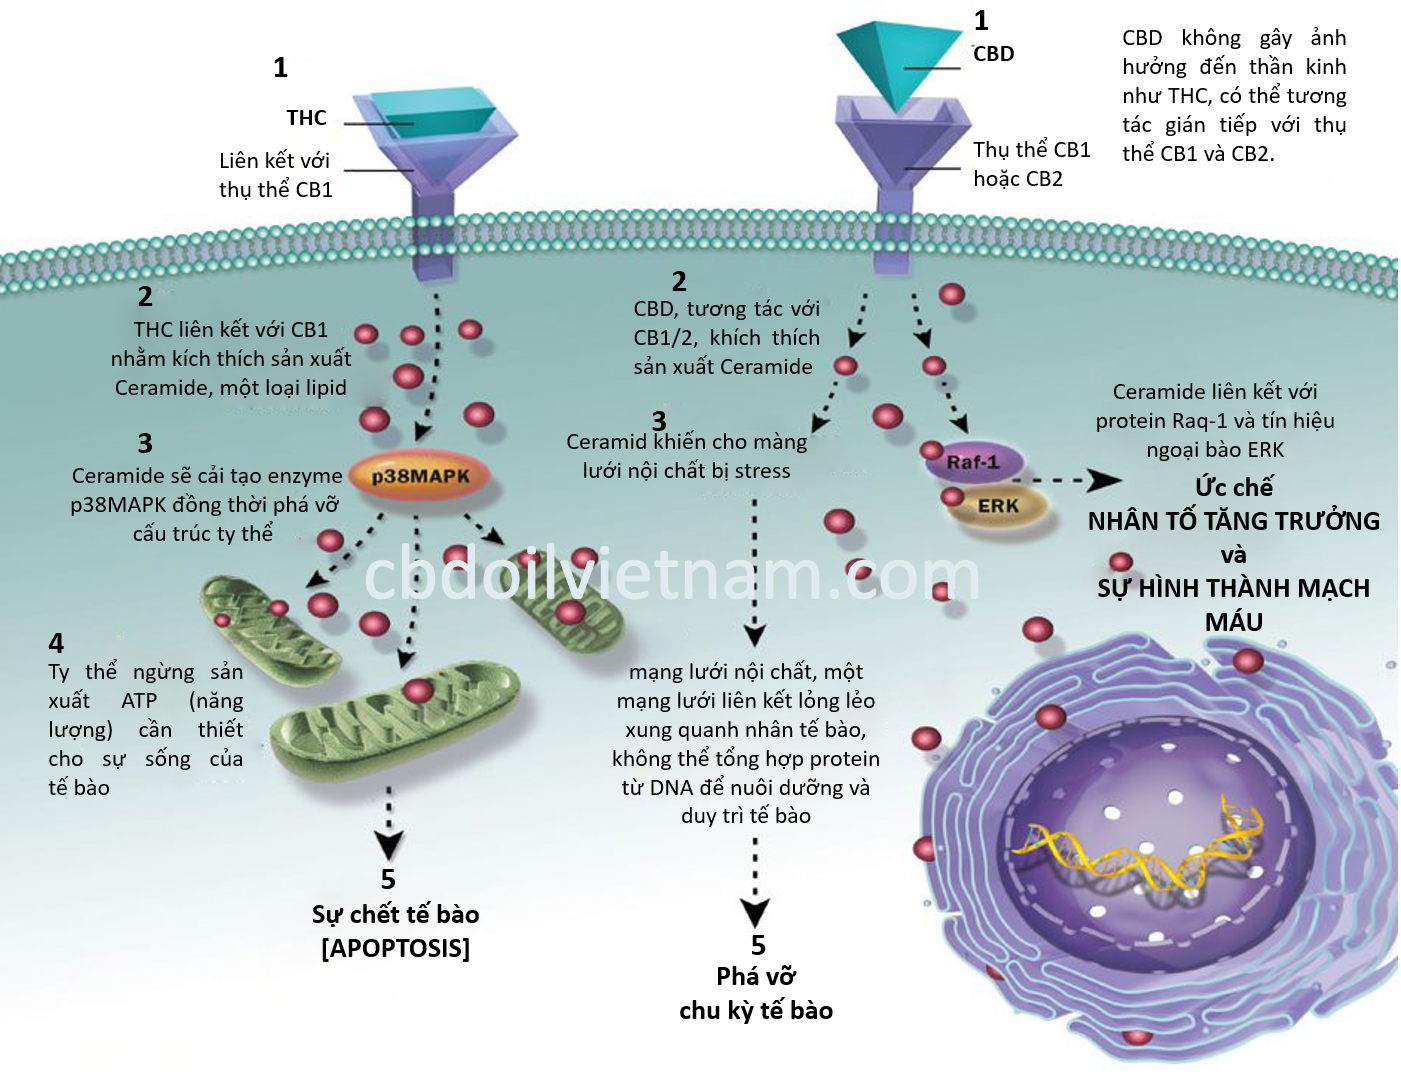 1
THC
Liên kết với
thụ thể CB1
2
THC liên kết với CB1
nhằm kích thích sản xuất
Ceramide, một loại lipid
3
Ceramide sẽ cải tạo enzyme
p38MAPK đồng thời phá vỡ
cấu trúc ty thể
p38MAPK
4
Ty thể ngừng sản
xuất ATP (năng
lượng) cần thiết
cho sự sống của
tế bào
5
Sự chết tế bào
[APOPTOSIS]
1
CBD
Thụ thể CB1
hoặc CB2
CBD không gây ảnh
hưởng đến thần kinh
như THC, có thể tương
tác gián tiếp với thụ
thể CB1 và CB2.
2
CBD, tương tác với
CB1/2, khích thích
sản xuất Ceramide
3
Ceramid khiến cho màng
lưới nội chất bị stress
mạng lưới nội chất, một
mạng lưới liên kết lỏng lẻo
xung quanh nhân tế bào,
không thể tổng hợp protein
từ DNA để nuôi dưỡng và
duy trì tế bào
5
Phá vỡ
chu kỳ tế bào
Raf-1
ERK
Ceramide liên kết với
protein Raq-1 và tín hiệu
ngoại bào ERK
Ức chế
NHÂN TỐ TĂNG TRƯỞNG
và
SỰ HÌNH THÀNH MẠCH
MÁU
cbdoilvietnam.com